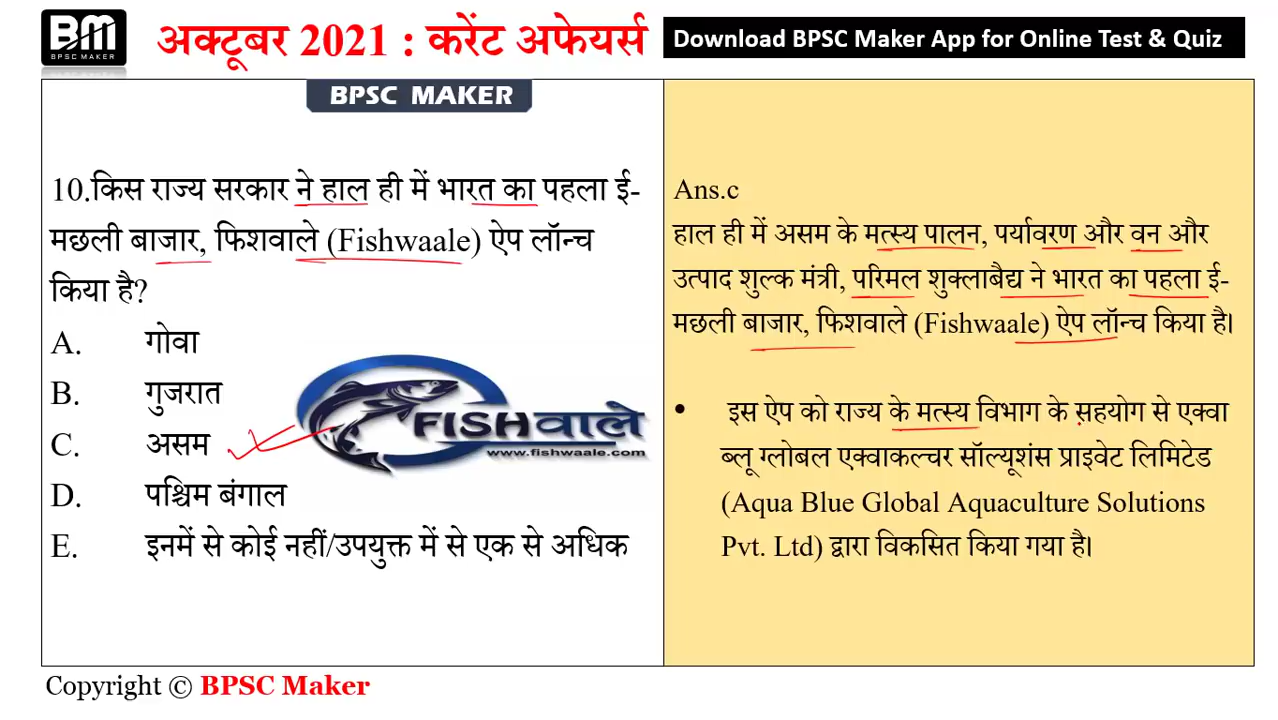 BM
BPSC MAKER
अक्टूबर 2021 : करेंट अफेयर्स
Download BPSC Maker App for Online Test & Quiz
BPSC MAKER
10.किस राज्य सरकार ने हाल ही में भारत का पहला ई-
मछली बाजार, फिशवाले (Fishwaale) ऐप लॉन्च
किया है?
A. गोवा
B. गुजरात
C. असम
D. पश्चिम बंगाल
E. इनमें से कोई नहीं/उपयुक्त में से एक से अधिक
FISHवाले
www.fishwaale.com
Ans.c
हाल ही में असम के मत्स्य पालन, पर्यावरण और वन और
उत्पाद शुल्क मंत्री, परिमल शुक्लाबैद्य ने भारत का पहला ई-
मछली बाजार, फिशवाले (Fishwaale) ऐप लॉन्च किया है।
• इस ऐप को राज्य के मत्स्य विभाग के सहयोग से एक्वा
ब्लू ग्लोबल एक्वाकल्चर सॉल्यूशंस प्राइवेट लिमिटेड
(Aqua Blue Global Aquaculture Solutions
Pvt. Ltd) द्वारा विकसित किया गया है।
Copyright © BPSC Maker